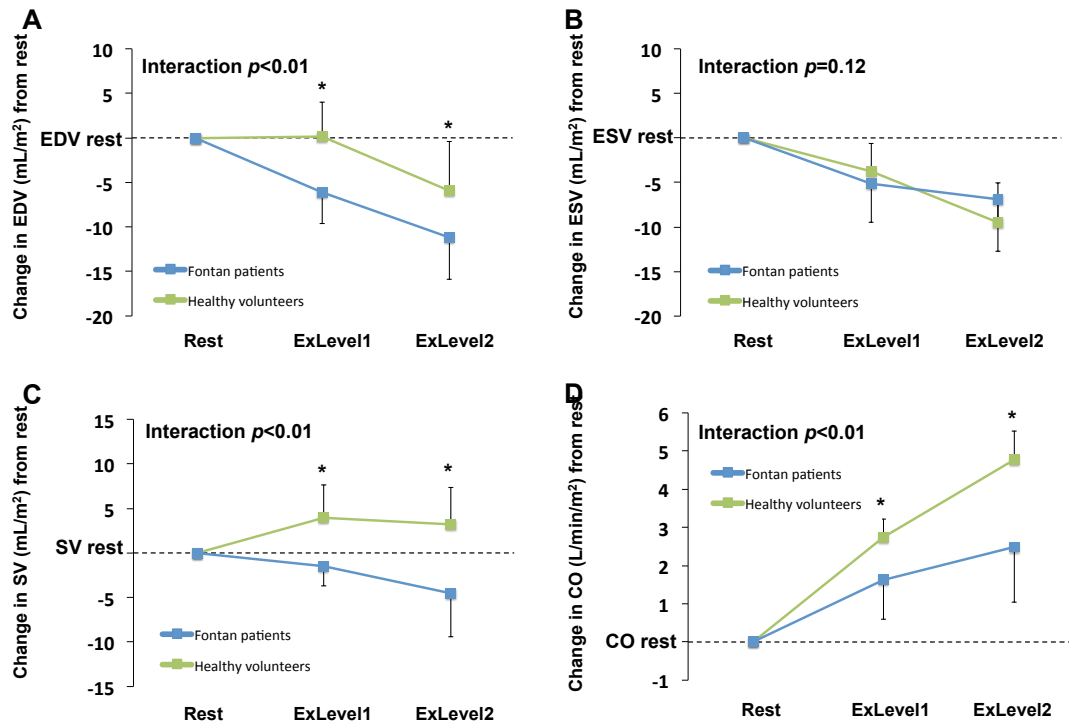 A
Change in EDV (mL/m²) from rest
10
5
EDV rest
-5
-10
-15
-20
Interaction p<0.01
*
*
Fontan patients
Healthy volunteers
Rest
ExLevel1
ExLevel2
B
Change in ESV (mL/m²) from rest
10
5
ESV rest
-5
-10
-15
-20
Interaction p=0.12
Fontan patients
Healthy volunteers
Rest
ExLevel1
ExLevel2
C
Change in SV (mL/m²) from rest
15
10
5
SV rest
-5
-10
-15
Interaction p<0.01
*
*
Fontan patients
Healthy volunteers
Rest
ExLevel1
ExLevel2
D
Change in CO (L/min/m²) from rest
6
5
4
3
2
1
CO rest
-1
Interaction p<0.01
*
*
Fontan patients
Healthy volunteers
Rest
ExLevel1
ExLevel2